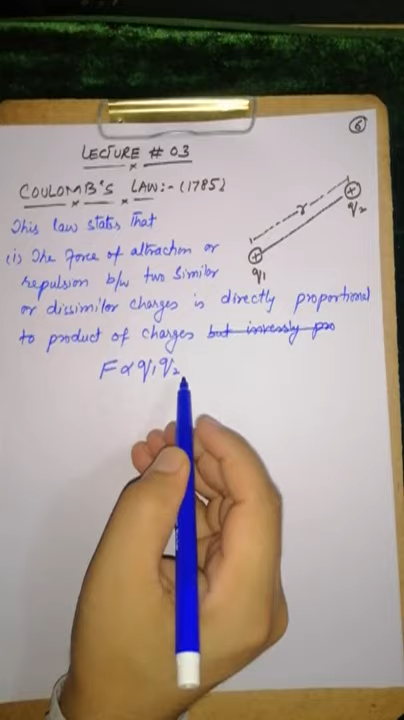 6
LECTURE # 03
COULOMB'S LAW:- (1785)
This law states That
(i) The Force of attraction or
repulsion b/w two similar
or dissimilar charges is directly proportional
to product of charges but inversly pro
F ∝ q₁q₂
r
+ q₂
+ q₁